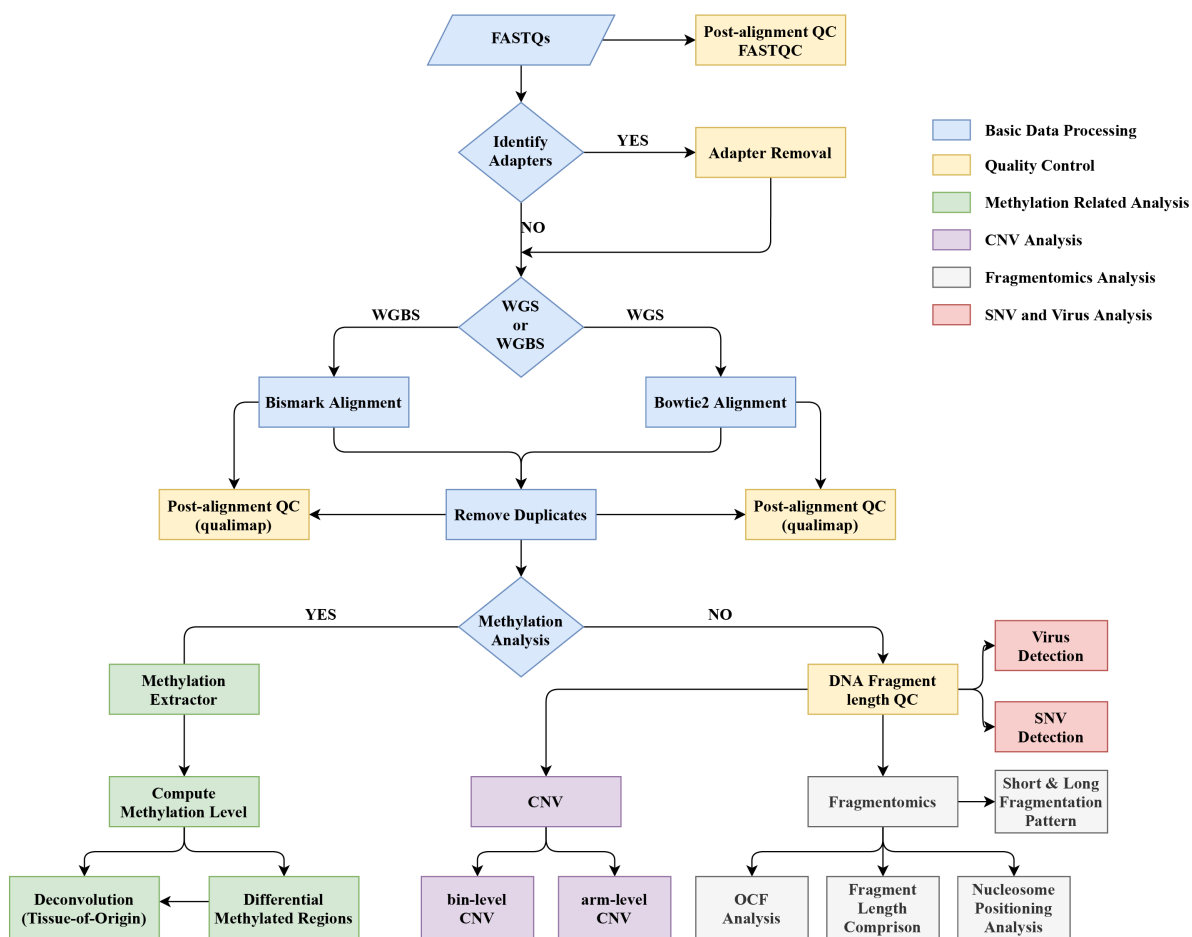 FASTQs
Post-alignment QC
FASTQC
Identify
Adapters
YES
Adapter Removal
NO
Basic Data Processing
Quality Control
Methylation Related Analysis
CNV Analysis
Fragmentomics Analysis
SNV and Virus Analysis
WGS
or
WGBS
WGBS
WGS
Bismark Alignment
Bowtie2 Alignment
Post-alignment QC
(qualimap)
Remove Duplicates
Post-alignment QC
(qualimap)
Methylation
Analysis
YES
NO
Methylation
Extractor
DNA Fragment
length QC
Virus
Detection
SNV
Detection
Compute
Methylation Level
CNV
Fragmentomics
Short & Long
Fragmentation
Pattern
Deconvolution
(Tissue-of-Origin)
Differential
Methylated Regions
bin-level
CNV
arm-level
CNV
OCF
Analysis
Fragment
Length
Comprison
Nucleosome
Positioning
Analysis